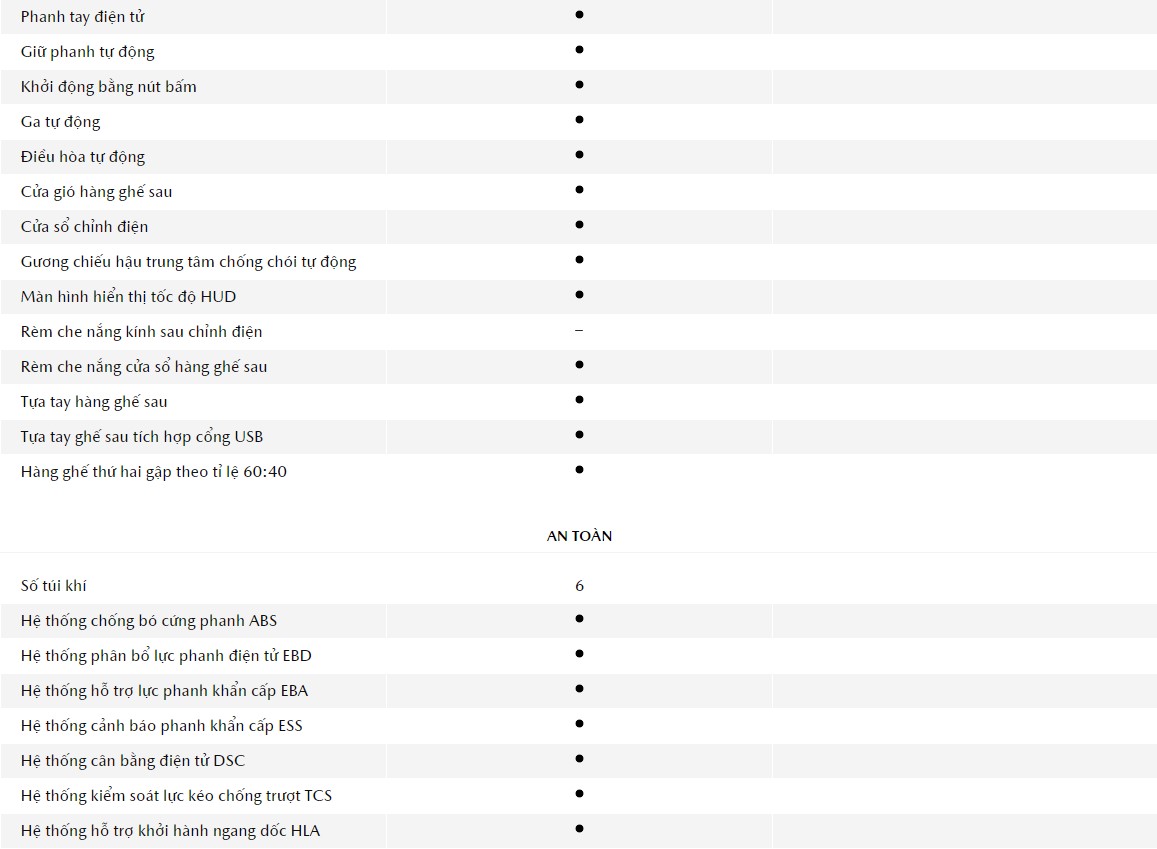 Phanh tay điện tử ●
Giữ phanh tự động ●
Khởi động bằng nút bấm ●
Ga tự động ●
Điều hòa tự động ●
Cửa gió hàng ghế sau ●
Cửa sổ chỉnh điện ●
Gương chiếu hậu trung tâm chống chói tự động ●
Màn hình hiển thị tốc độ HUD ●
Rèm che nắng kính sau chỉnh điện –
Rèm che nắng cửa sổ hàng ghế sau ●
Tựa tay hàng ghế sau ●
Tựa tay ghế sau tích hợp cổng USB ●
Hàng ghế thứ hai gập theo tỉ lệ 60:40 ●
AN TOÀN
Số túi khí 6
Hệ thống chống bó cứng phanh ABS ●
Hệ thống phân bổ lực phanh điện tử EBD ●
Hệ thống hỗ trợ lực phanh khẩn cấp EBA ●
Hệ thống cảnh báo phanh khẩn cấp ESS ●
Hệ thống cân bằng điện tử DSC ●
Hệ thống kiểm soát lực kéo chống trượt TCS ●
Hệ thống hỗ trợ khởi hành ngang dốc HLA ●